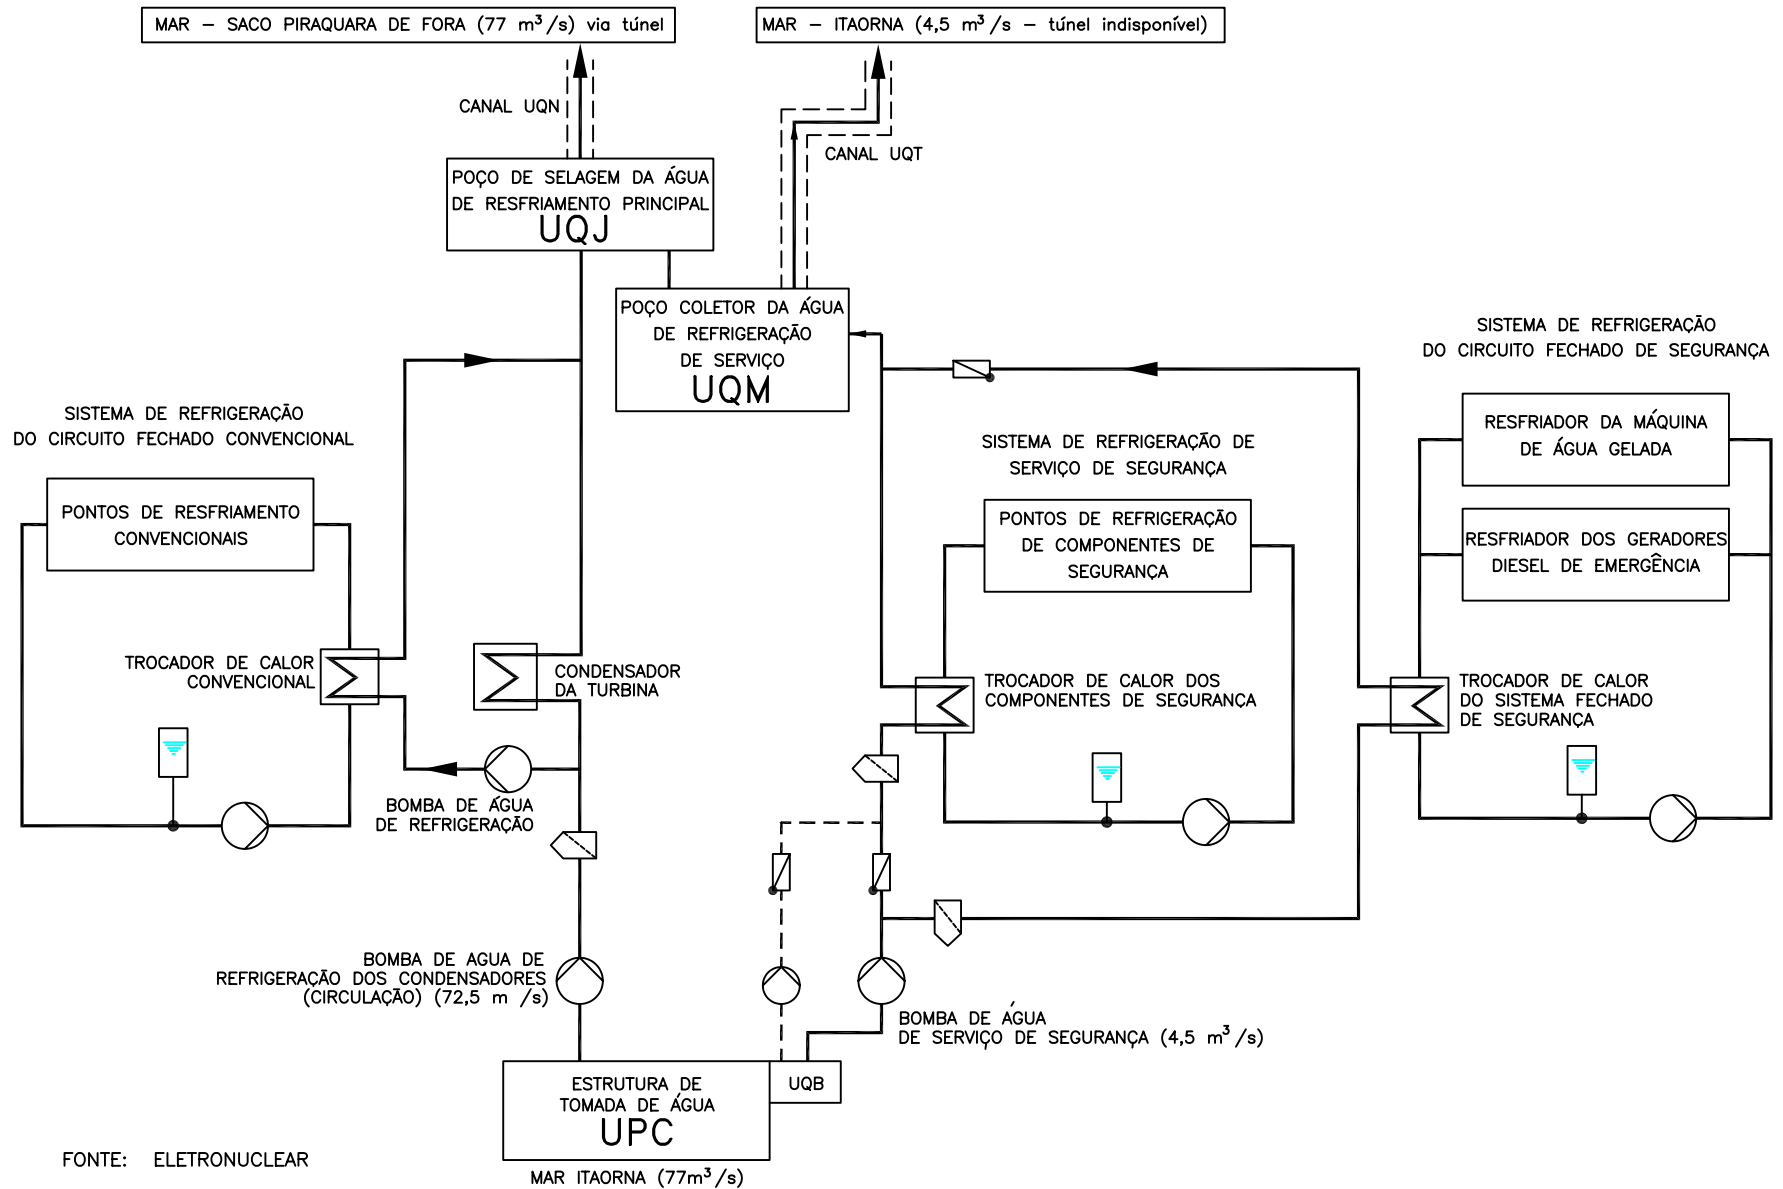 MAR – SACO PIRAQUARA DE FORA (77 m³/s) via túnel
MAR – ITAORNA (4,5 m³/s – túnel indisponível)
CANAL UQN
CANAL UQT
POÇO DE SELAGEM DA ÁGUA
DE RESFRIAMENTO PRINCIPAL
UQJ
POÇO COLETOR DA ÁGUA
DE REFRIGERAÇÃO
DE SERVIÇO
UQM
SISTEMA DE REFRIGERAÇÃO
DO CIRCUITO FECHADO DE SEGURANÇA
RESFRIADOR DA MÁQUINA
DE ÁGUA GELADA
RESFRIADOR DOS GERADORES
DIESEL DE EMERGÊNCIA
SISTEMA DE REFRIGERAÇÃO
DO CIRCUITO FECHADO CONVENCIONAL
PONTOS DE RESFRIAMENTO
CONVENCIONAIS
SISTEMA DE REFRIGERAÇÃO DE
SERVIÇO DE SEGURANÇA
PONTOS DE REFRIGERAÇÃO
DE COMPONENTES DE
SEGURANÇA
TROCADOR DE CALOR
CONVENCIONAL
CONDENSADOR
DA TURBINA
TROCADOR DE CALOR DOS
COMPONENTES DE SEGURANÇA
TROCADOR DE CALOR
DO SISTEMA FECHADO
DE SEGURANÇA
BOMBA DE ÁGUA
DE REFRIGERAÇÃO
BOMBA DE AGUA DE
REFRIGERAÇÃO DOS CONDENSADORES
(CIRCULAÇÃO) (72,5 m /s)
BOMBA DE ÁGUA
DE SERVIÇO DE SEGURANÇA (4,5 m³/s)
ESTRUTURA DE
TOMADA DE ÁGUA
UPC
UQB
MAR ITAORNA (77m³/s)
FONTE: ELETRONUCLEAR